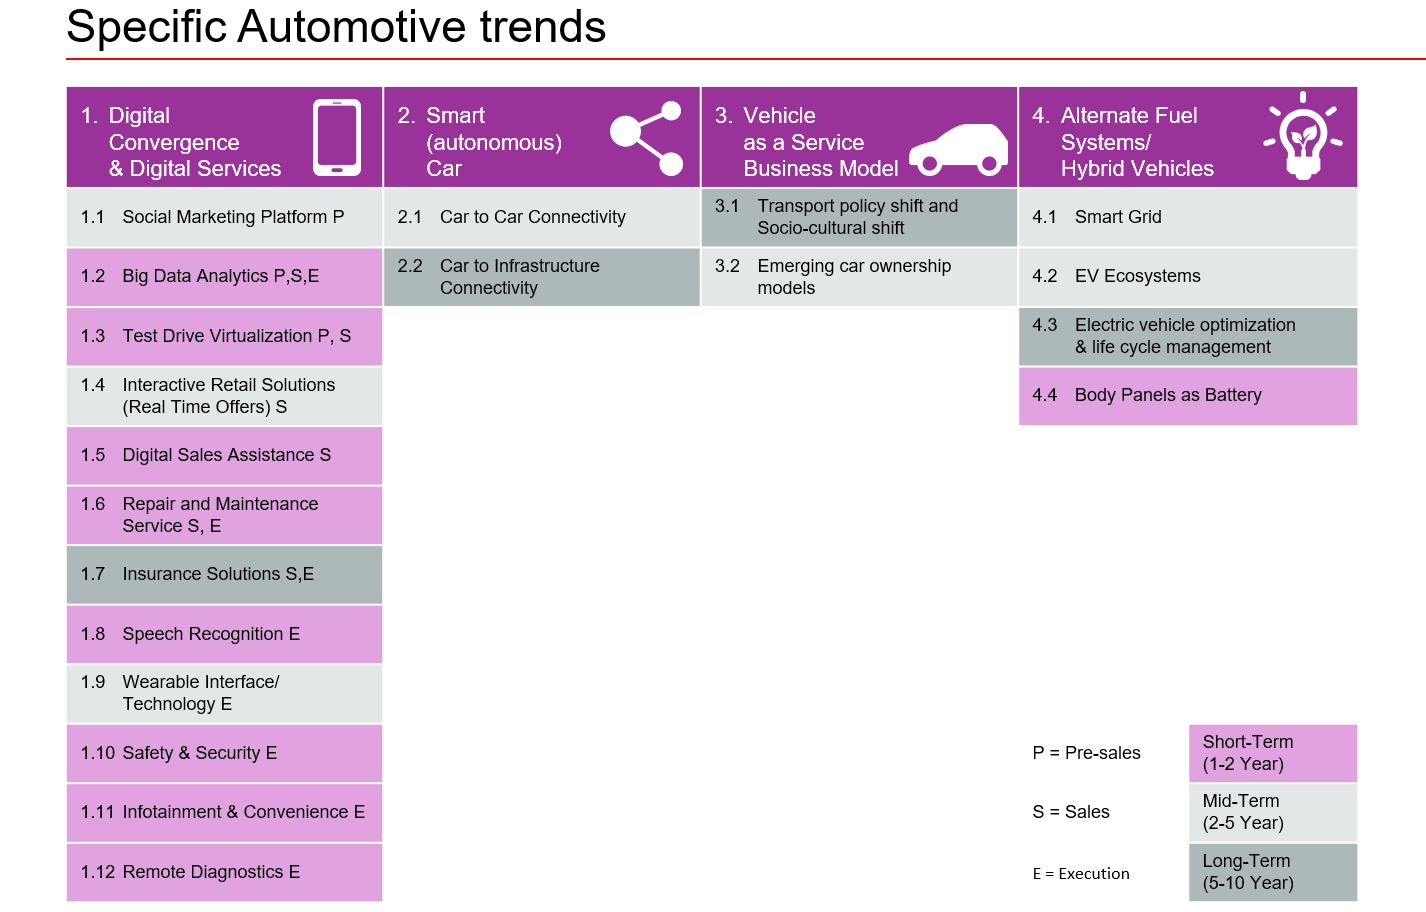 Specific Automotive trends
1. Digital
Convergence
& Digital Services
2. Smart
(autonomous)
Car
3. Vehicle
as a Service
Business Model
4. Alternate Fuel
Systems/
Hybrid Vehicles
1.1 Social Marketing Platform P
1.2 Big Data Analytics P,S,E
1.3 Test Drive Virtualization P, S
1.4 Interactive Retail Solutions
(Real Time Offers) S
1.5 Digital Sales Assistance S
1.6 Repair and Maintenance
Service S, E
1.7 Insurance Solutions S,E
1.8 Speech Recognition E
1.9 Wearable Interface/
Technology E
1.10 Safety & Security E
1.11 Infotainment & Convenience E
1.12 Remote Diagnostics E
2.1 Car to Car Connectivity
2.2 Car to Infrastructure
Connectivity
3.1 Transport policy shift and
Socio-cultural shift
3.2 Emerging car ownership
models
4.1 Smart Grid
4.2 EV Ecosystems
4.3 Electric vehicle optimization
& life cycle management
4.4 Body Panels as Battery
P = Pre-sales
S = Sales
E = Execution
Short-Term
(1-2 Year)
Mid-Term
(2-5 Year)
Long-Term
(5-10 Year)